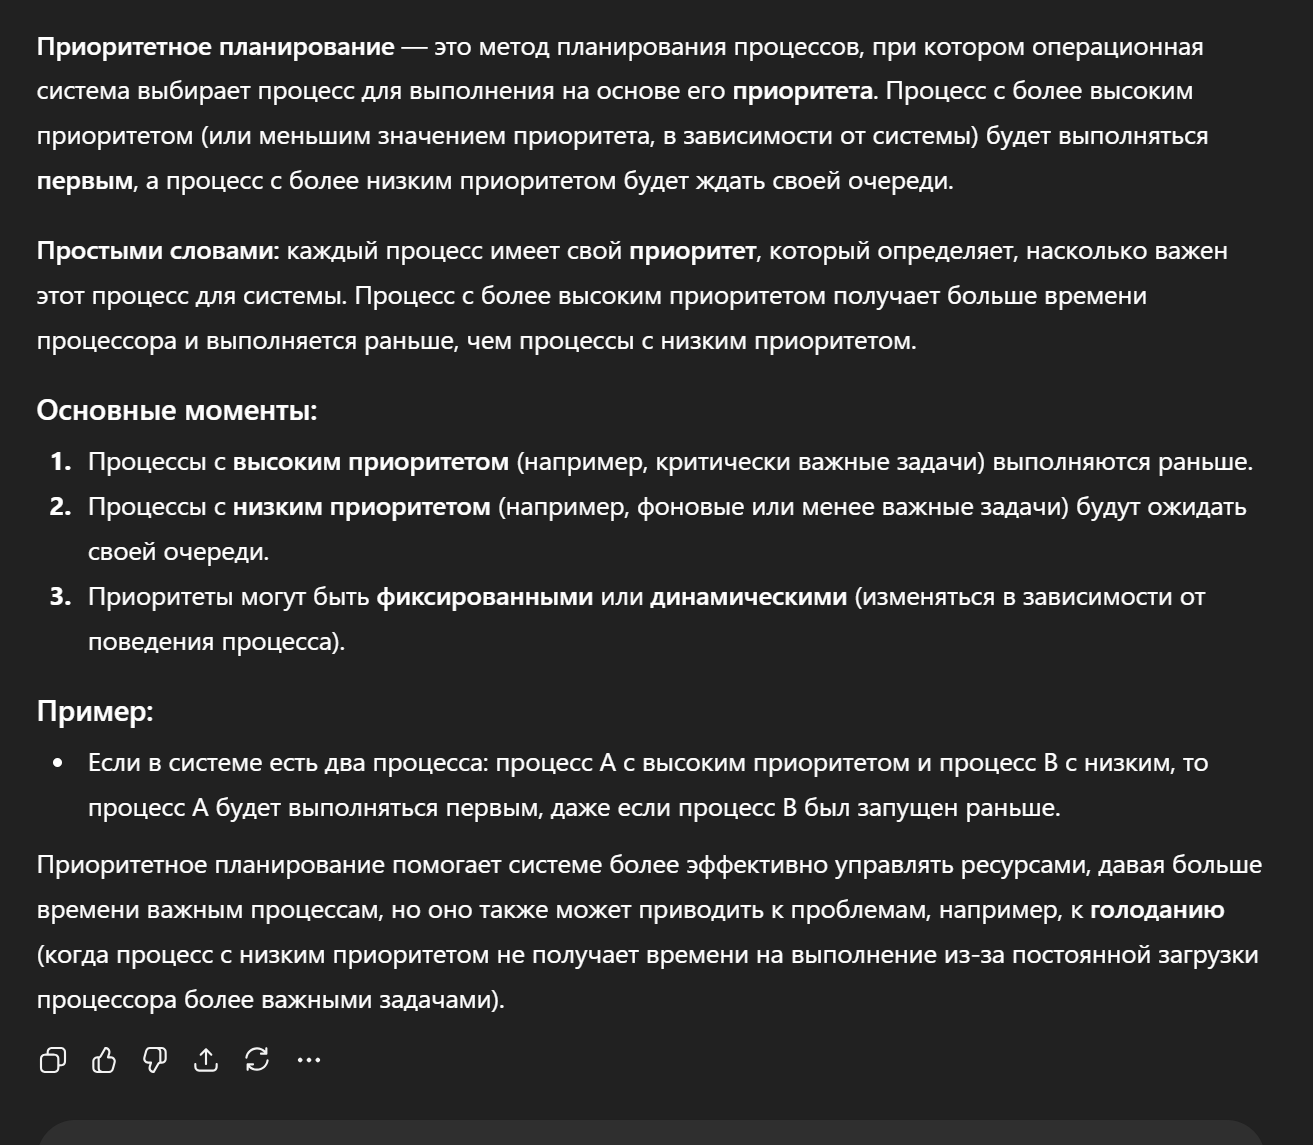 Приоритетное планирование — это метод планирования процессов, при котором операционная
система выбирает процесс для выполнения на основе его приоритета. Процесс с более высоким
приоритетом (или меньшим значением приоритета, в зависимости от системы) будет выполняться
первым, а процесс с более низким приоритетом будет ждать своей очереди.
Простыми словами: каждый процесс имеет свой приоритет, который определяет, насколько важен
этот процесс для системы. Процесс с более высоким приоритетом получает больше времени
процессора и выполняется раньше, чем процессы с низким приоритетом.
Основные моменты:
1. Процессы с высоким приоритетом (например, критически важные задачи) выполняются раньше.
2. Процессы с низким приоритетом (например, фоновые или менее важные задачи) будут ожидать
своей очереди.
3. Приоритеты могут быть фиксированными или динамическими (изменяться в зависимости от
поведения процесса).
Пример:
• Если в системе есть два процесса: процесс A с высоким приоритетом и процесс B с низким, то
процесс A будет выполняться первым, даже если процесс B был запущен раньше.
Приоритетное планирование помогает системе более эффективно управлять ресурсами, давая больше
времени важным процессам, но оно также может приводить к проблемам, например, к голоданию
(когда процесс с низким приоритетом не получает времени на выполнение из-за постоянной загрузки
процессора более важными задачами).